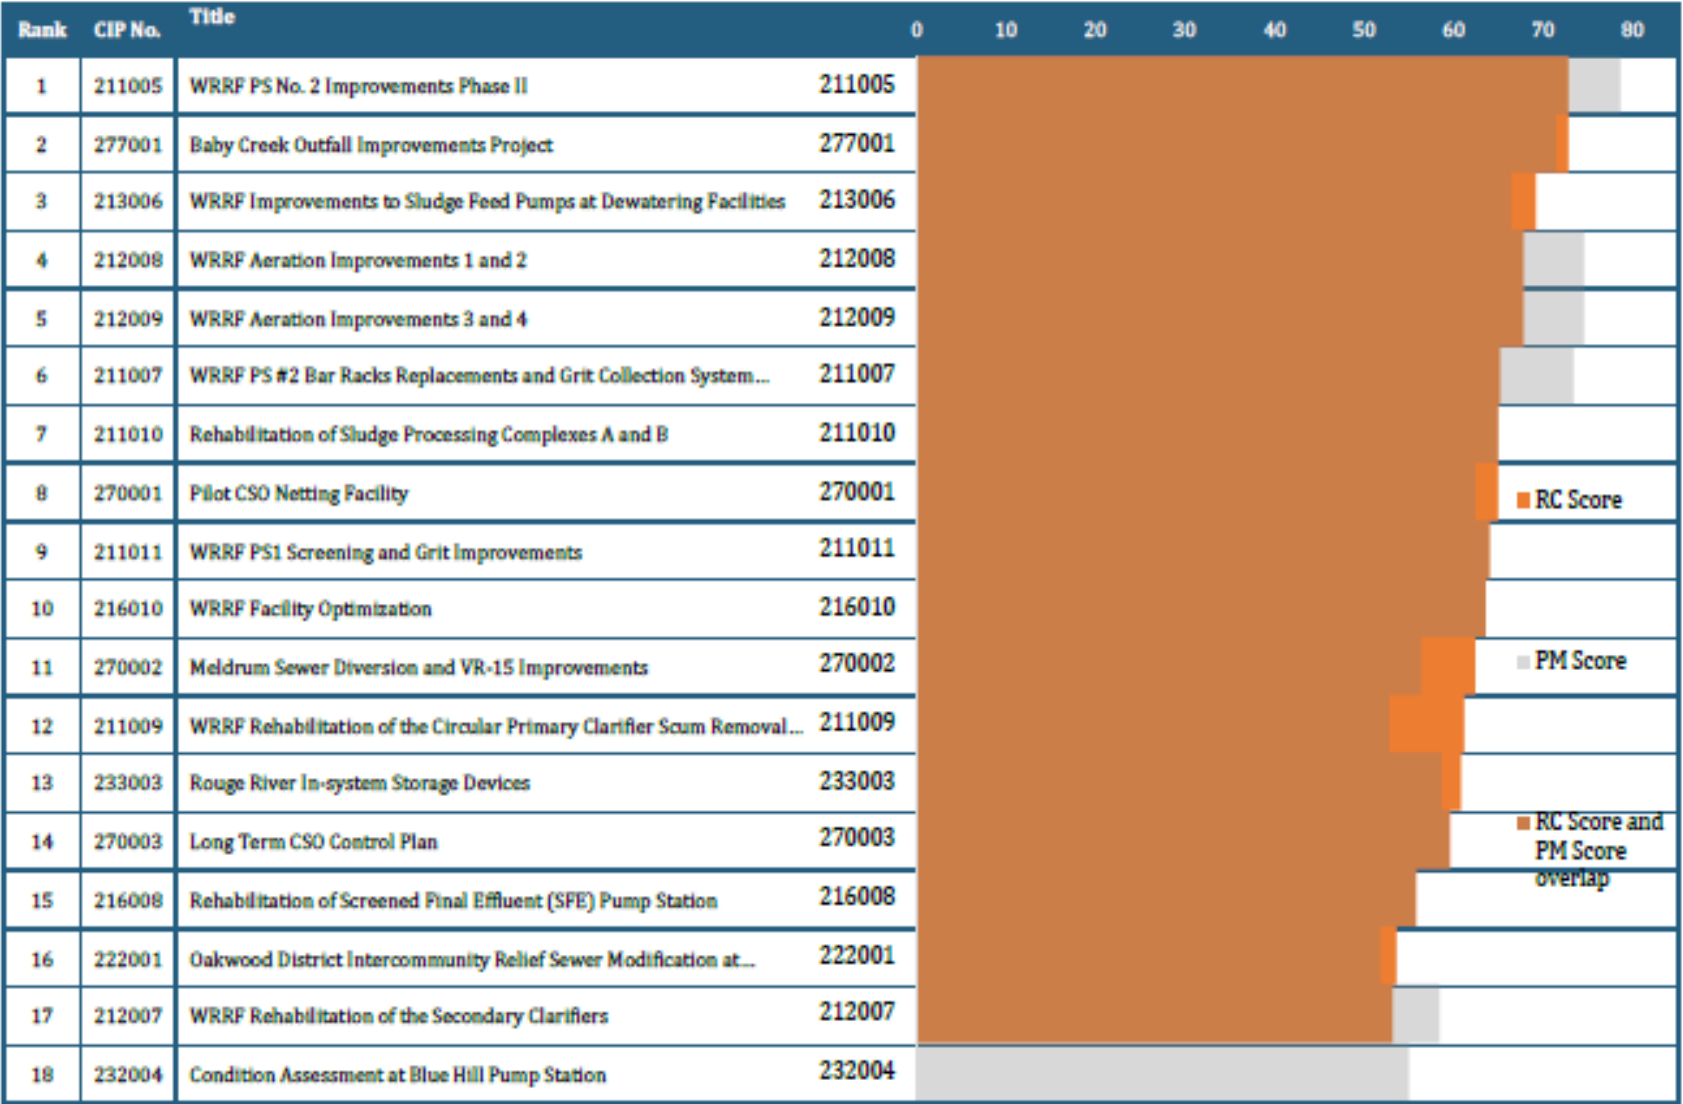 Rank CIP No. Title 0 10 20 30 40 50 60 70 80
1 211005 WRRF PS No. 2 Improvements Phase II 211005
2 277001 Baby Creek Outfall Improvements Project 277001
3 213006 WRRF Improvements to Sludge Feed Pumps at Dewatering Facilities 213006
4 212008 WRRF Aeration Improvements 1 and 2 212008
5 212009 WRRF Aeration Improvements 3 and 4 212009
6 211007 WRRF PS #2 Bar Racks Replacements and Grit Collection System... 211007
7 211010 Rehabilitation of Sludge Processing Complexes A and B 211010
8 270001 Pilot CSO Netting Facility 270001
RC Score
9 211011 WRRF PS1 Screening and Grit Improvements 211011
10 216010 WRRF Facility Optimization 216010
11 270002 Meldrum Sewer Diversion and VR-15 Improvements 270002
PM Score
12 211009 WRRF Rehabilitation of the Circular Primary Clarifier Scum Removal... 211009
13 233003 Rouge River In-system Storage Devices 233003
14 270003 Long Term CSO Control Plan 270003
RC Score and
PM Score
overlap
15 216008 Rehabilitation of Screened Final Effluent (SFE) Pump Station 216008
16 222001 Oakwood District Intercommunity Relief Sewer Modification at... 222001
17 212007 WRRF Rehabilitation of the Secondary Clarifiers 212007
18 232004 Condition Assessment at Blue Hill Pump Station 232004